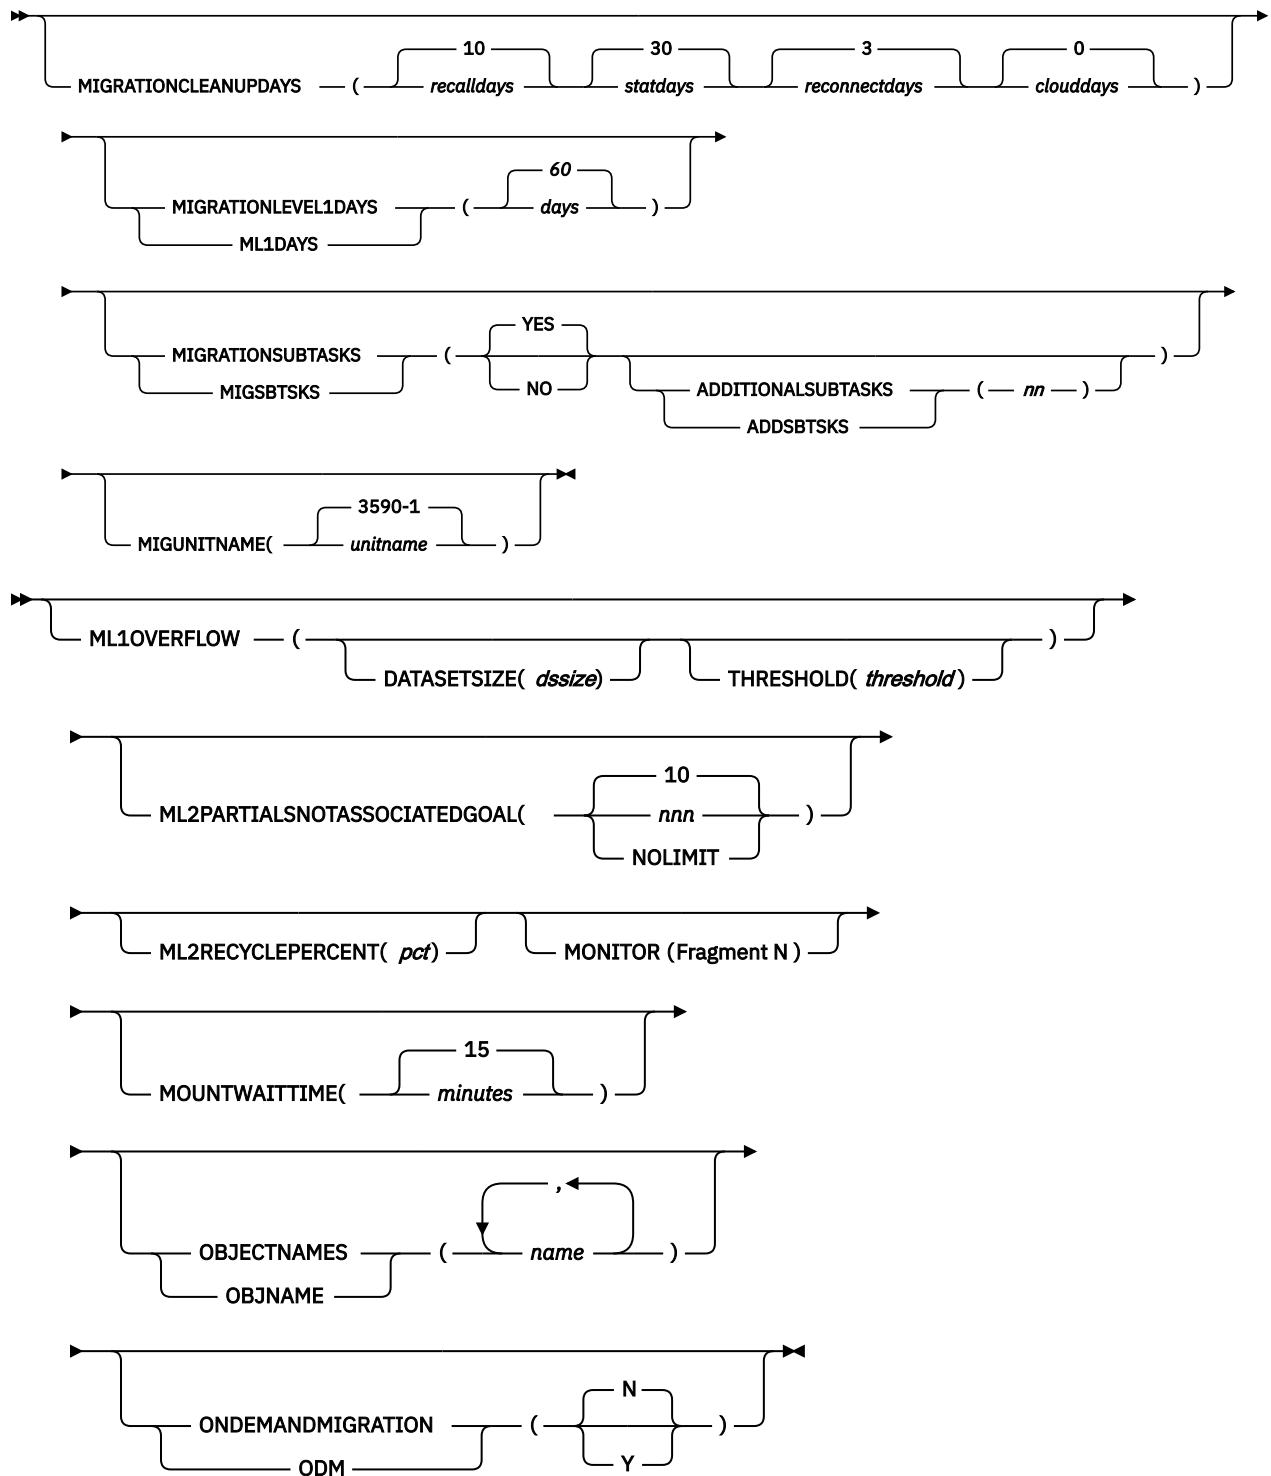 10 30 3 0
MIGRATIONCLEANUPDAYS ( recalldays statdays reconnectdays clouddays )
60
MIGRATIONLEVEL1DAYS ( days )
ML1DAYS
YES
MIGRATIONSUBTASKS ( )
NO ADDITIONALSUBTASKS ( nn )
MIGSBTSKS
ADDSBTSKS
3590-1
MIGUNITNAME( unitname )
ML1OVERFLOW ( )
DATASETSIZE( dssize) THRESHOLD( threshold )
10
ML2PARTIALSNOTASSOCIATEDGOAL( nnn )
NOLIMIT
ML2RECYCLEPERCENT( pct) MONITOR (Fragment N )
15
MOUNTWAITTIME( minutes )
,
OBJECTNAMES ( name )
OBJNAME
N
ONDEMANDMIGRATION ( )
Y
ODM